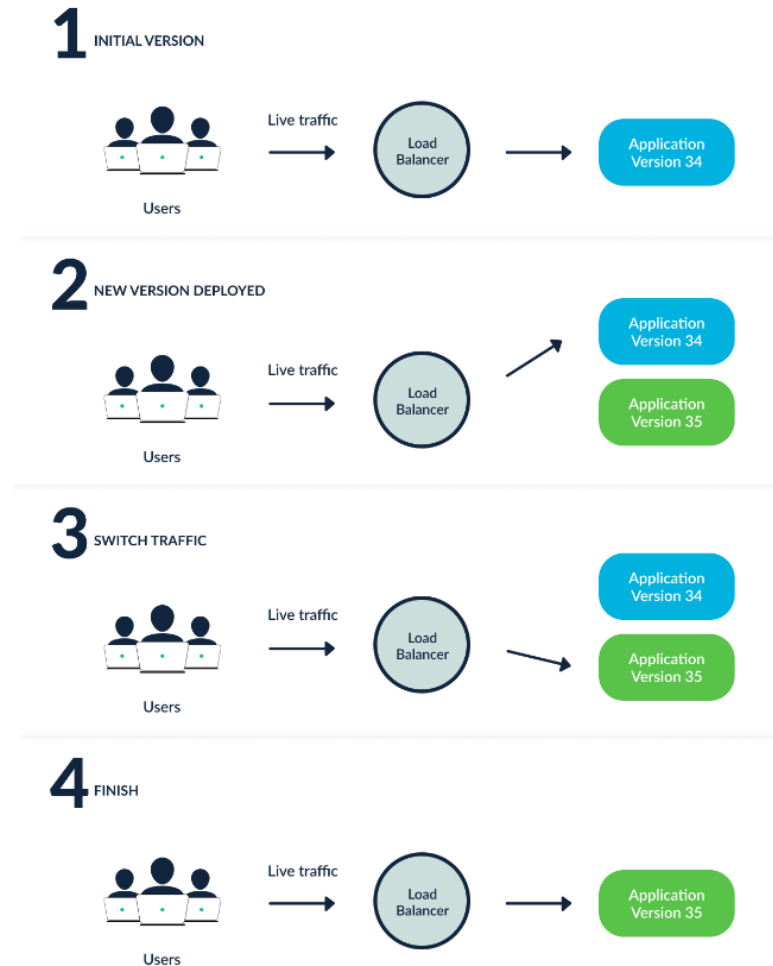 1 INITIAL VERSION
Live traffic
Load
Balancer
Application
Version 34
Users
2 NEW VERSION DEPLOYED
Application
Version 34
Live traffic
Load
Balancer
Application
Version 35
Users
3 SWITCH TRAFFIC
Application
Version 34
Live traffic
Load
Balancer
Application
Version 35
Users
4 FINISH
Live traffic
Load
Balancer
Application
Version 35
Users